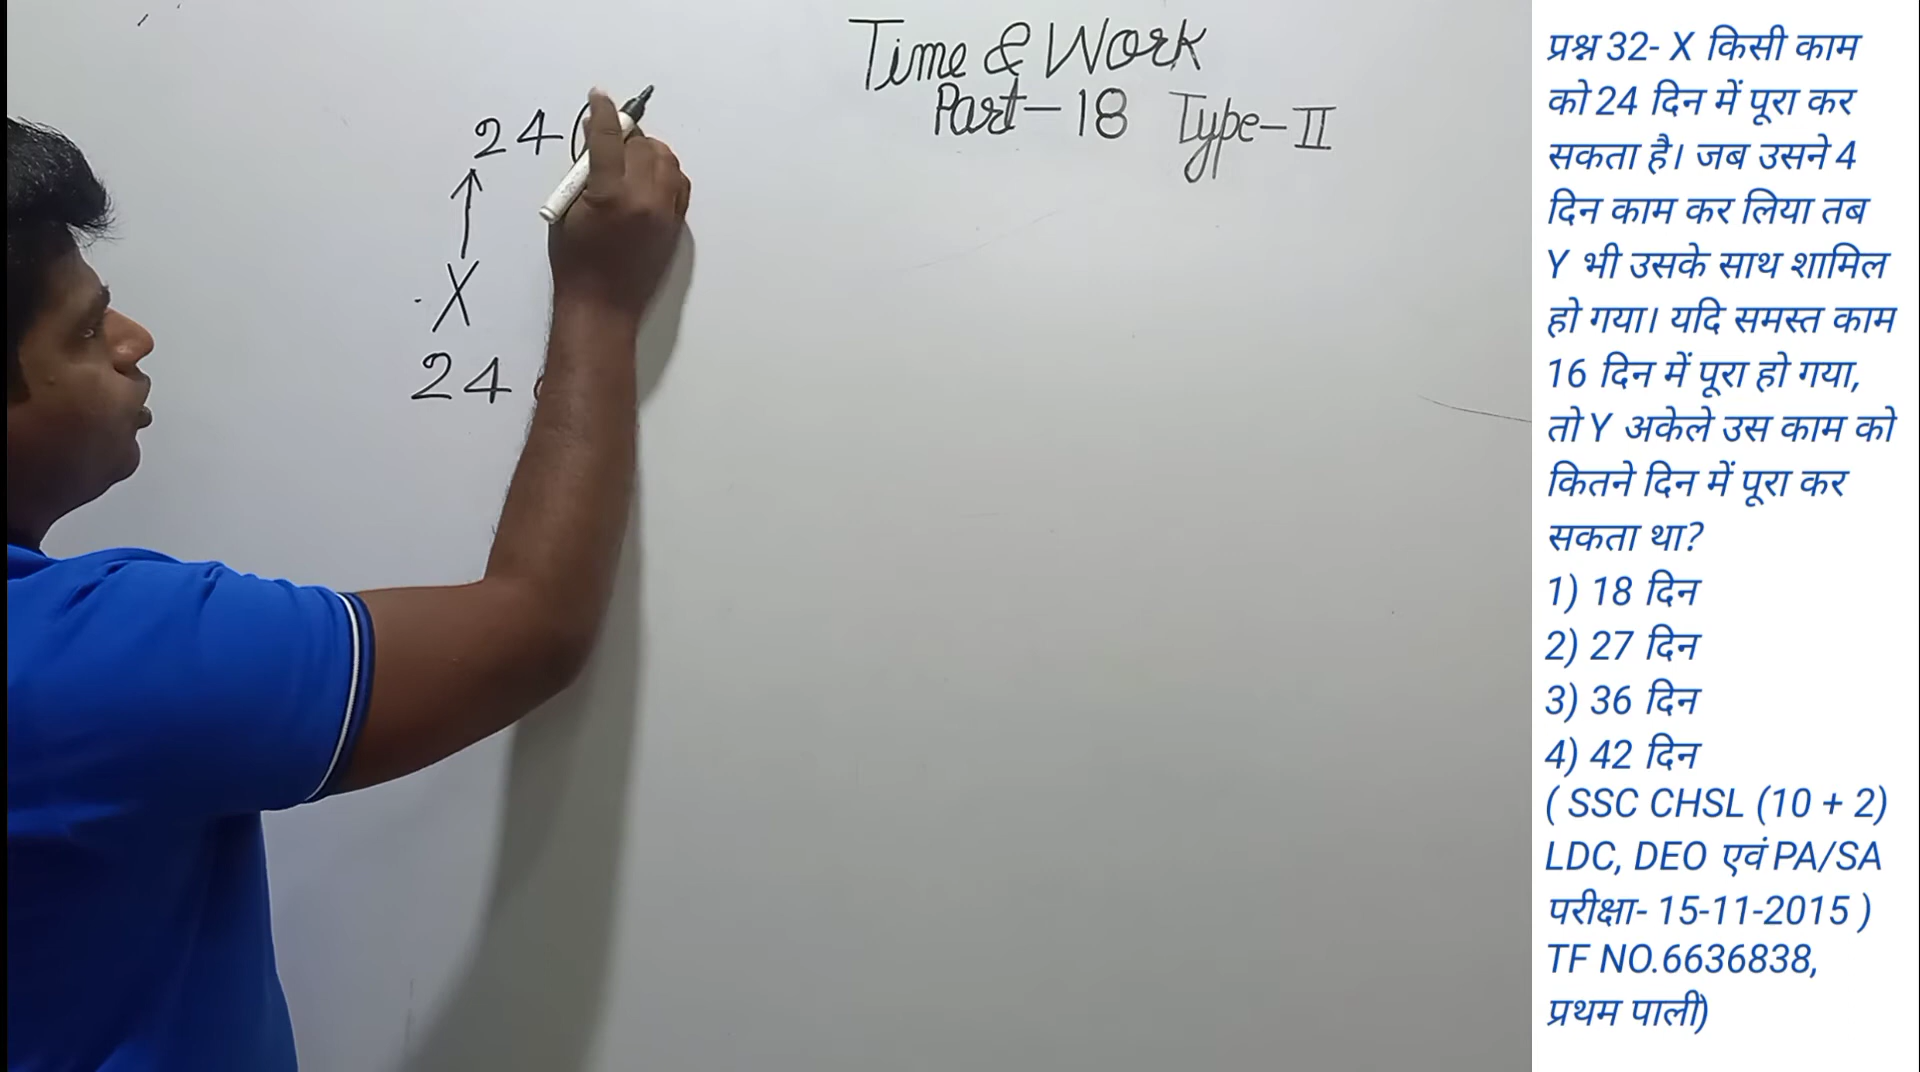 Time & Work
Part-18 Type-II
24
X
24
प्रश्न 32- X किसी काम
को 24 दिन में पूरा कर
सकता है। जब उसने 4
दिन काम कर लिया तब
Y भी उसके साथ शामिल
हो गया। यदि समस्त काम
16 दिन में पूरा हो गया,
तो Y अकेले उस काम को
कितने दिन में पूरा कर
सकता था?
1) 18 दिन
2) 27 दिन
3) 36 दिन
4) 42 दिन
( SSC CHSL (10 + 2)
LDC, DEO एवं PA/SA
परीक्षा- 15-11-2015 )
TF NO.6636838,
प्रथम पाली)